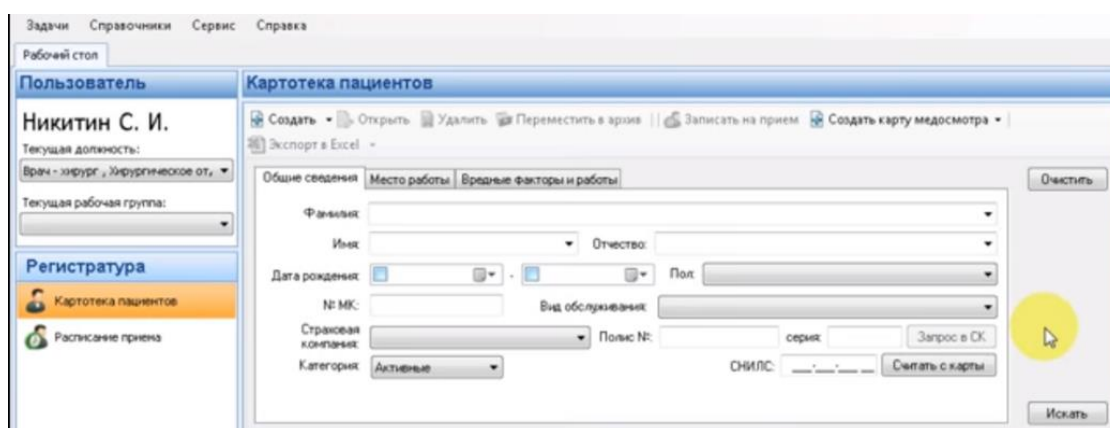 Задачи Справочники Сервис Справка
Рабочий стол
Пользователь
Никитин С. И.
Текущая должность:
Врач - хирург , Хирургическое от,
Текущая рабочая группа:
Регистратура
Картотека пациентов
Расписание приема
Картотека пациентов
Создать Открыть Удалить Переместить в архив Записать на прием Создать карту медосмотра
Экспорт в Excel
Общие сведения Место работы Вредные факторы и работы Очистить
Фамилия:
Имя: Отчество:
Дата рождения: - Пол:
№ МК: Вид обслуживания:
Страховая
компания: Полис №: серия: Запрос в СК
Категория: Активные СНИЛС: Считать с карты
Искать